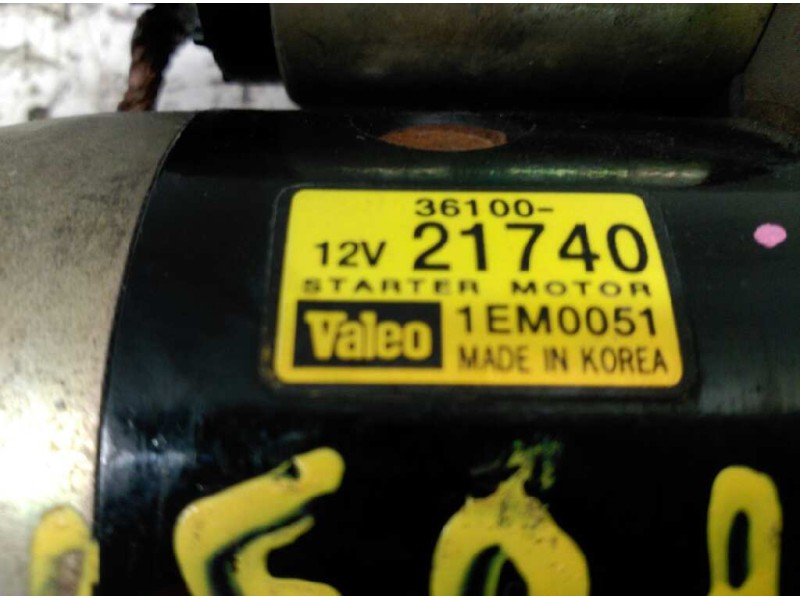 36100-
12V 21740
STARTER MOTOR
Valeo 1EM0051
MADE IN KOREA